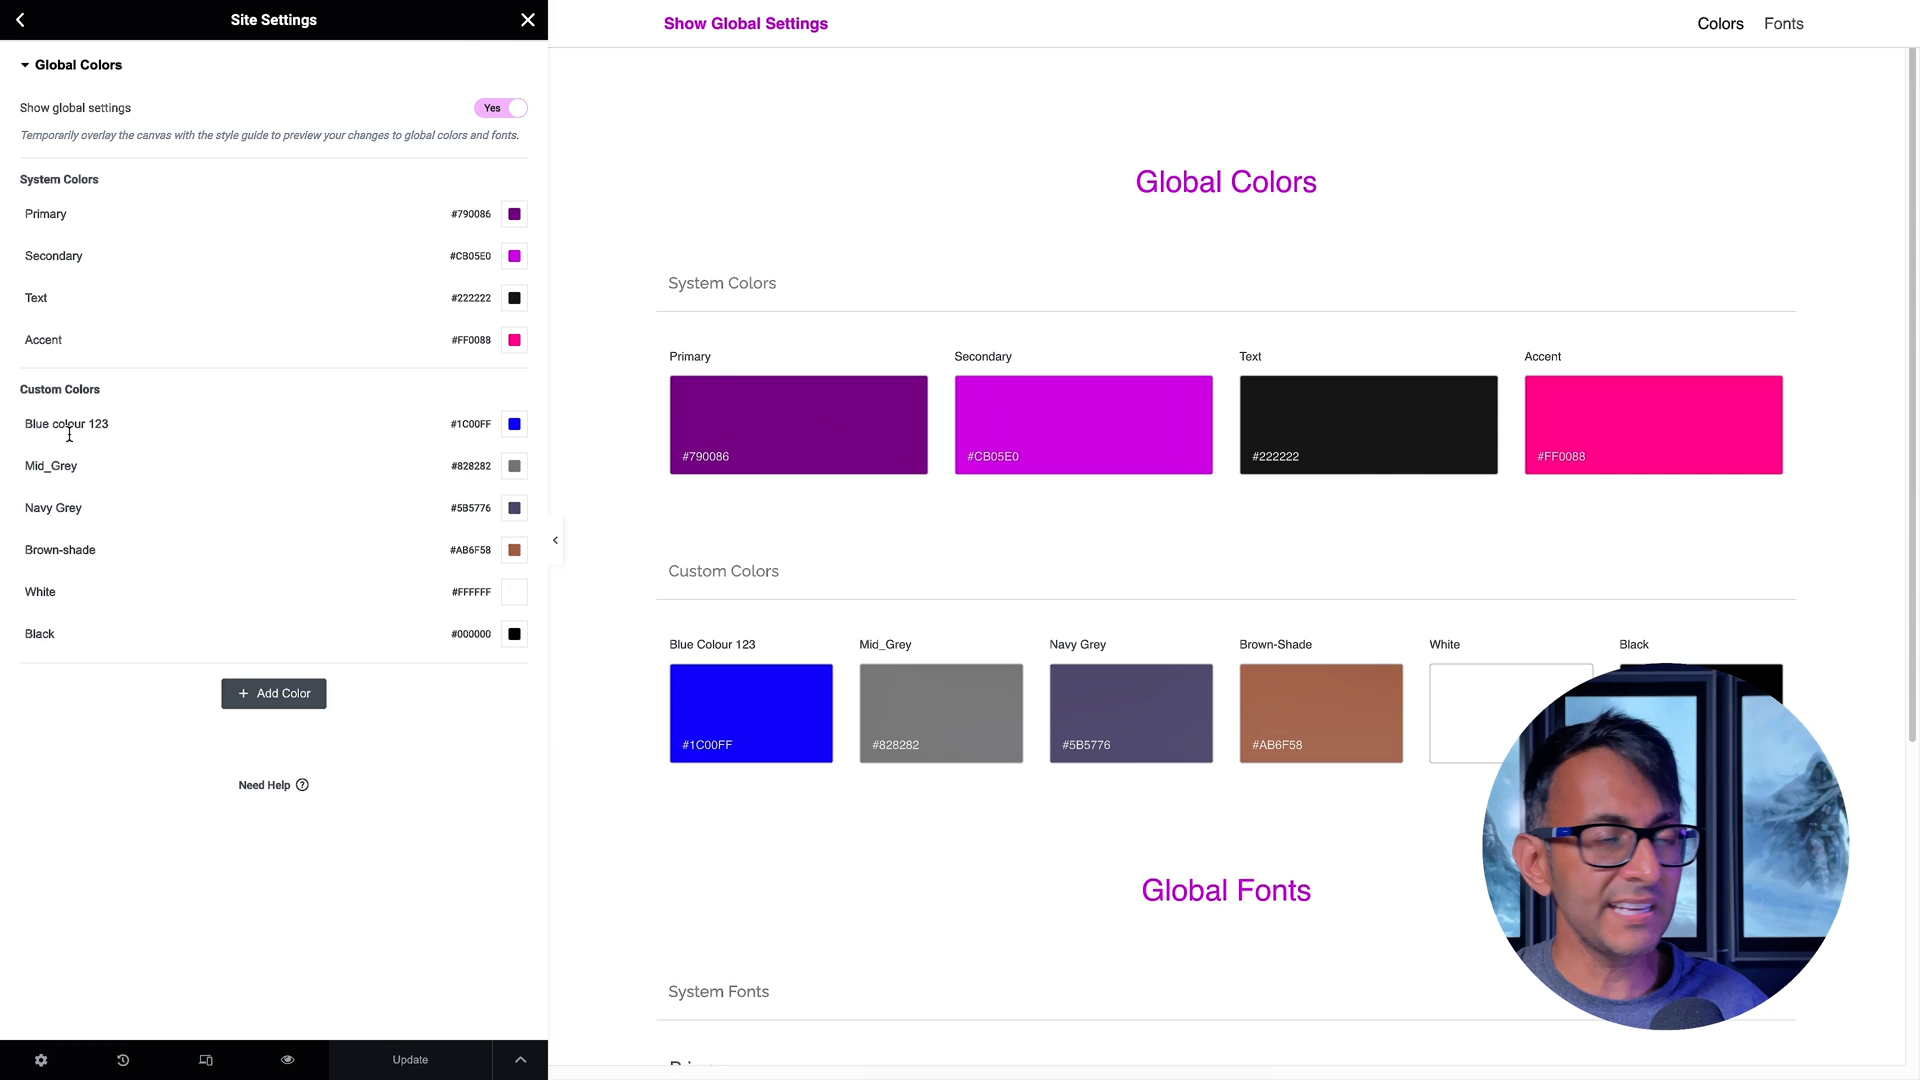 Site Settings
Global Colors
Show global settings
Yes
Temporarily overlay the canvas with the style guide to preview your changes to global colors and fonts.
System Colors
Primary #790086
Secondary #CB05E0
Text #222222
Accent #FF0088
Custom Colors
Blue colour 123 #1C00FF
Mid_Grey #828282
Navy Grey #5B5776
Brown-shade #AB6F58
White #FFFFFF
Black #000000
+ Add Color
Need Help ?
Update
Show Global Settings
Colors Fonts
Global Colors
System Colors
Primary Secondary Text Accent
#790086 #CB05E0 #222222 #FF0088
Custom Colors
Blue Colour 123 Mid_Grey Navy Grey Brown-Shade White Black
#1C00FF #828282 #5B5776 #AB6F58
Global Fonts
System Fonts